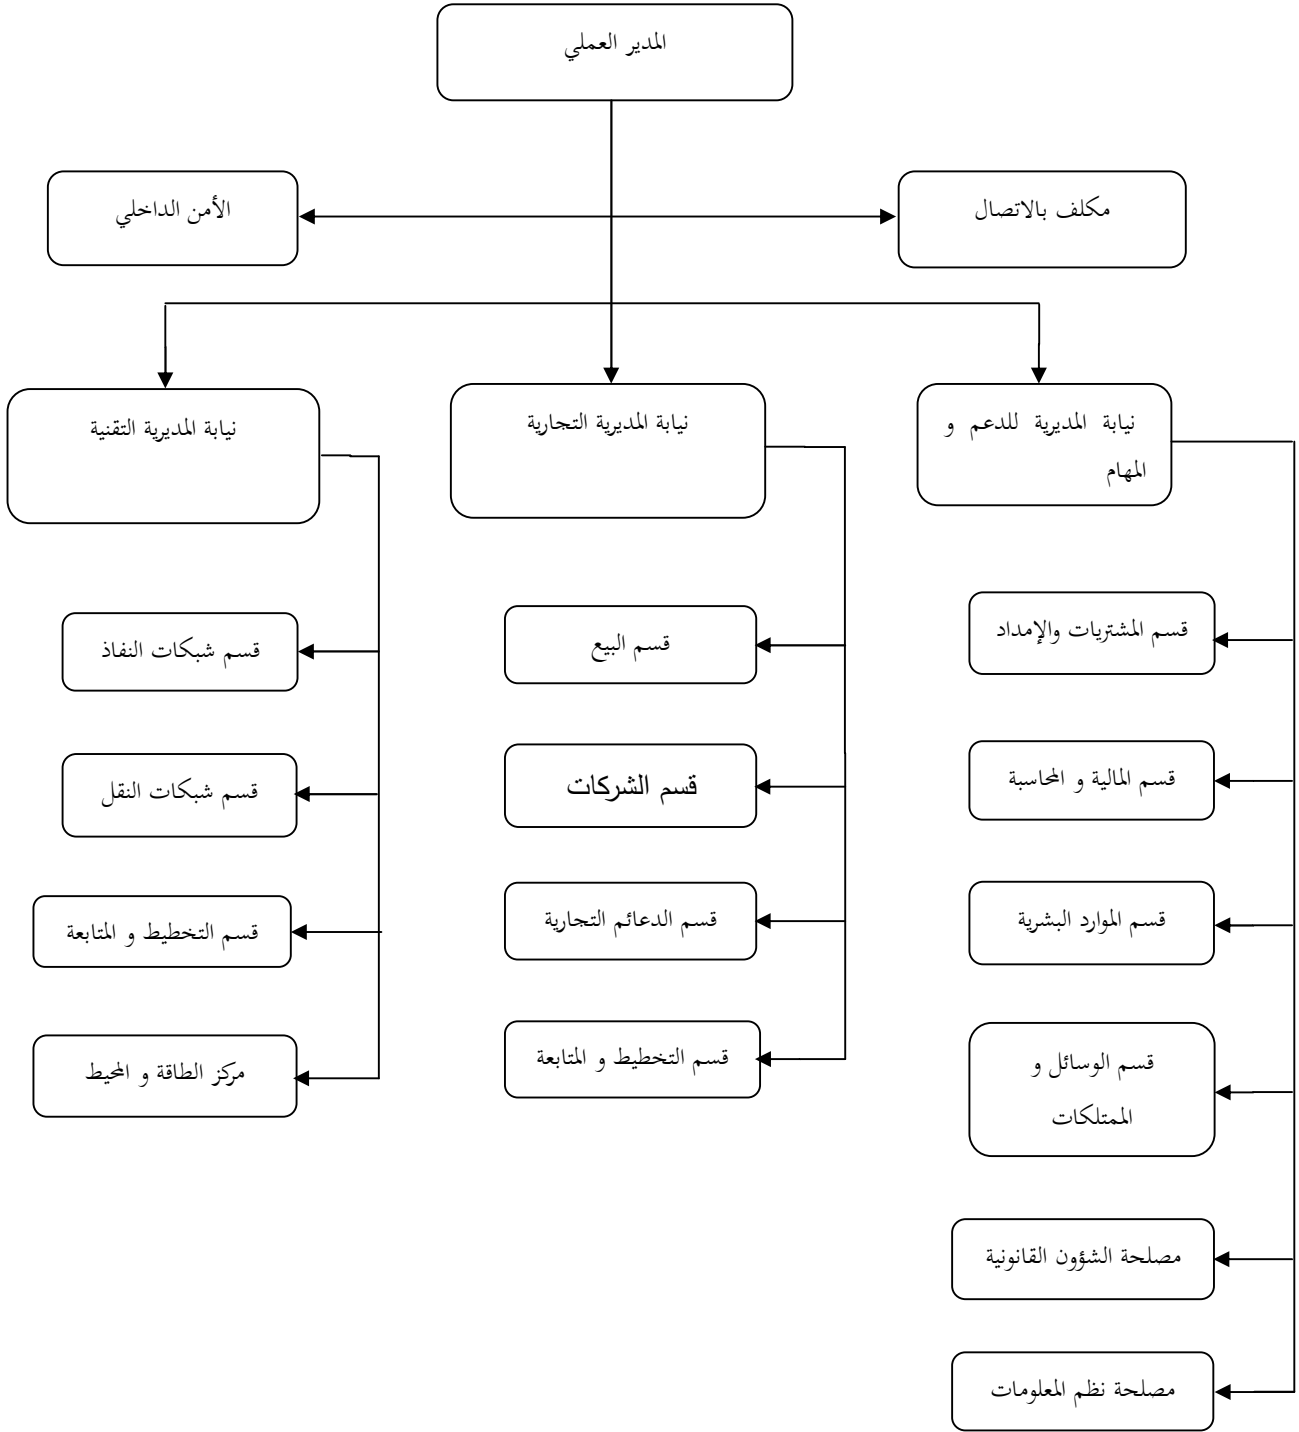 المدير العملي
مكلف بالاتصال
الأمن الداخلي
نيابة المديرية للدعم و
المهام
نيابة المديرية التجارية
نيابة المديرية التقنية
قسم المشتريات والإمداد
قسم المالية و المحاسبة
قسم الموارد البشرية
قسم الوسائل و
الممتلكات
مصلحة الشؤون القانونية
مصلحة نظم المعلومات
قسم البيع
قسم الشركات
قسم الدعائم التجارية
قسم التخطيط و المتابعة
قسم شبكات النفاذ
قسم شبكات النقل
قسم التخطيط و المتابعة
مركز الطاقة و المحيط